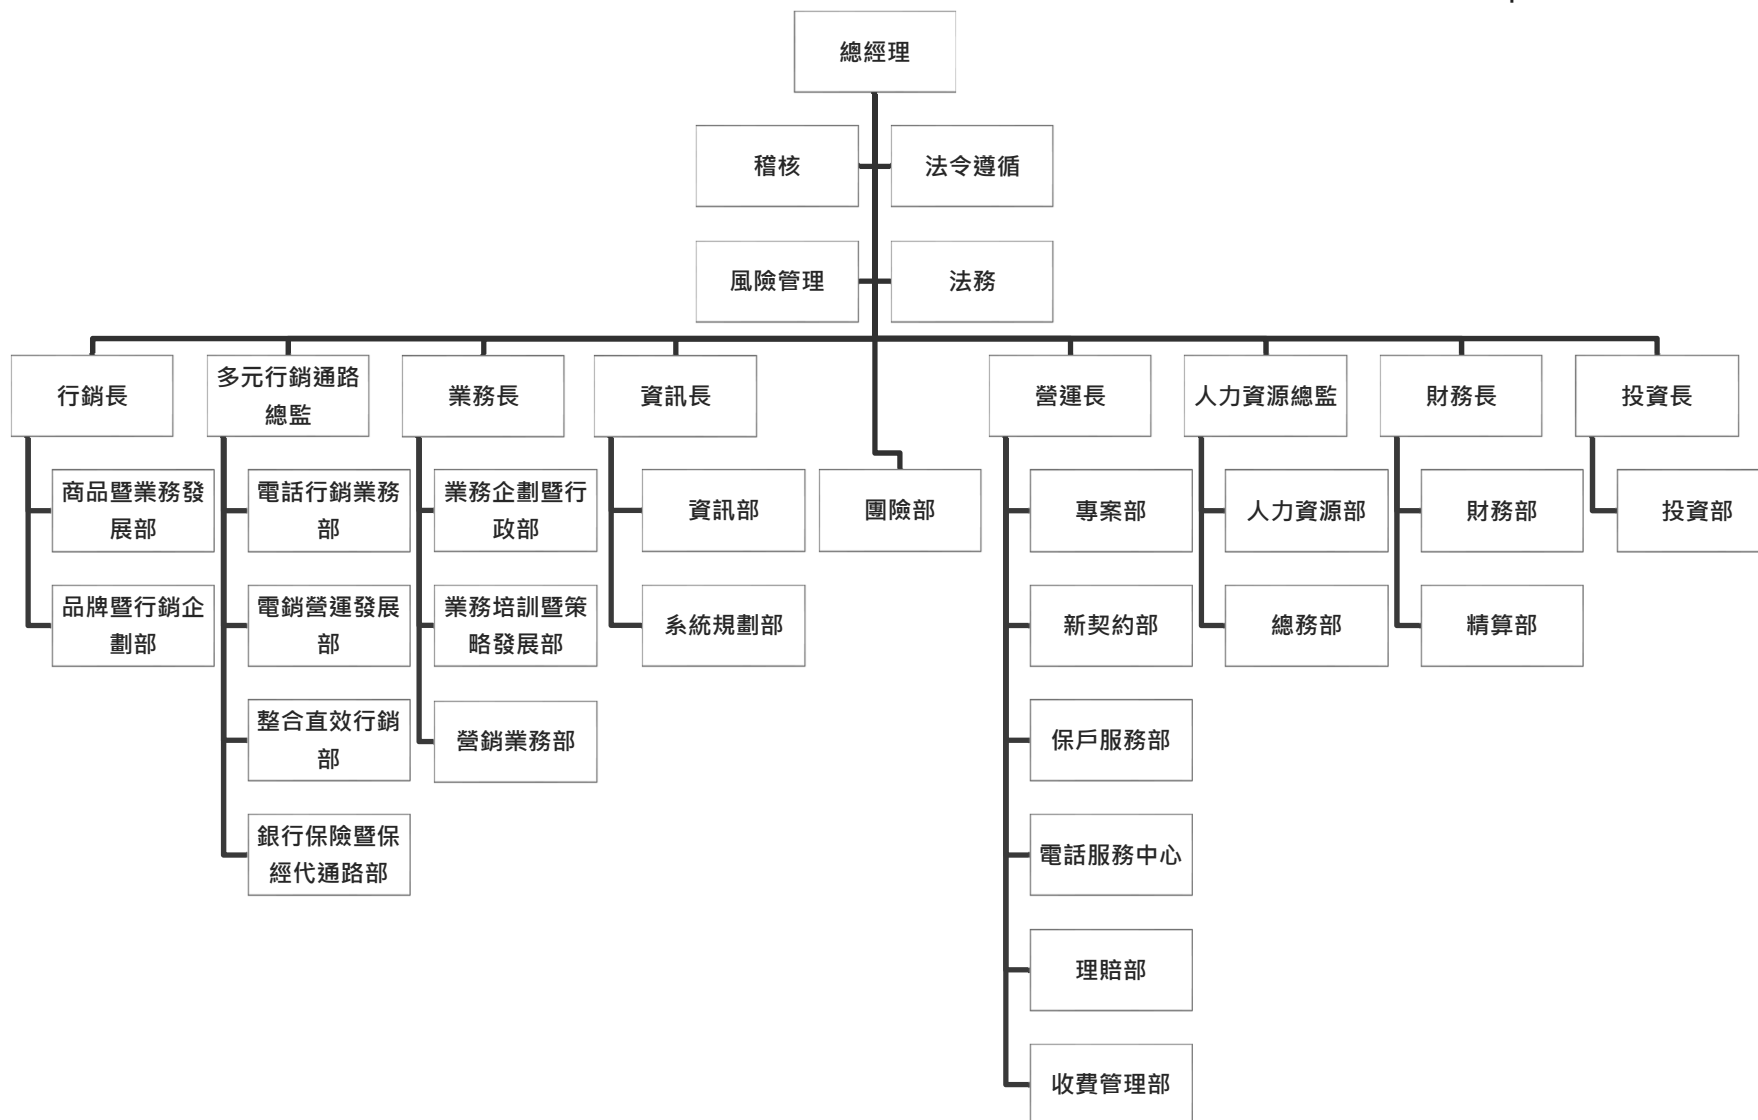 總經理
稽核
法令遵循
風險管理
法務
行銷長
多元行銷通路
總監
業務長
資訊長
營運長
人力資源總監
財務長
投資長
商品暨業務發
展部
電話行銷業務
部
業務企劃暨行
政部
資訊部
團險部
專案部
人力資源部
財務部
投資部
品牌暨行銷企
劃部
電銷營運發展
部
業務培訓暨策
略發展部
系統規劃部
新契約部
總務部
精算部
整合直效行銷
部
營銷業務部
保戶服務部
銀行保險暨保
經代通路部
電話服務中心
理賠部
收費管理部